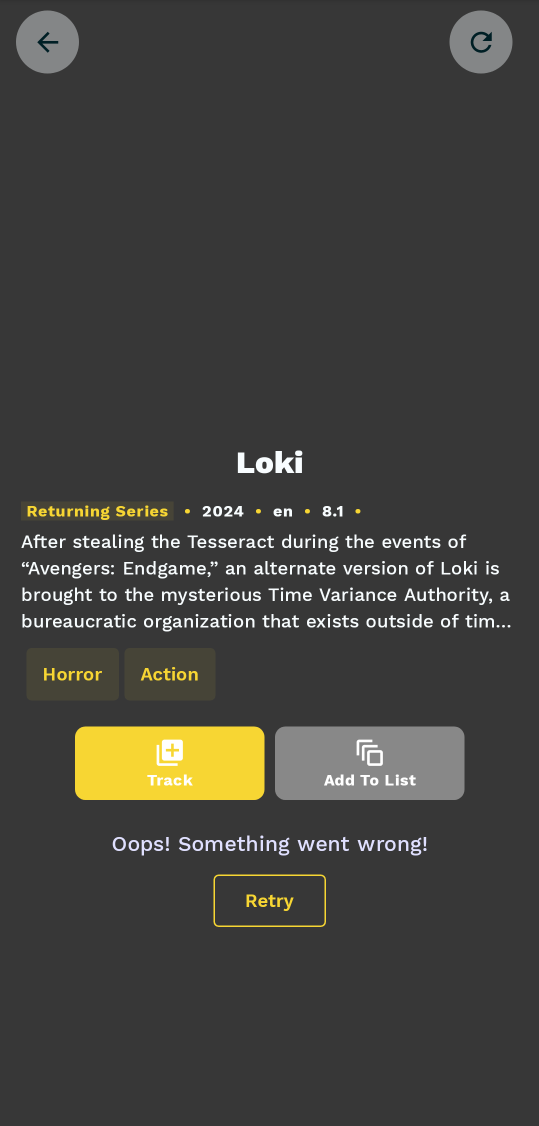 Loki
Returning Series • 2024 • en • 8.1 •
After stealing the Tesseract during the events of
“Avengers: Endgame,” an alternate version of Loki is
brought to the mysterious Time Variance Authority, a
bureaucratic organization that exists outside of tim...
Horror Action
Track Add To List
Oops! Something went wrong!
Retry